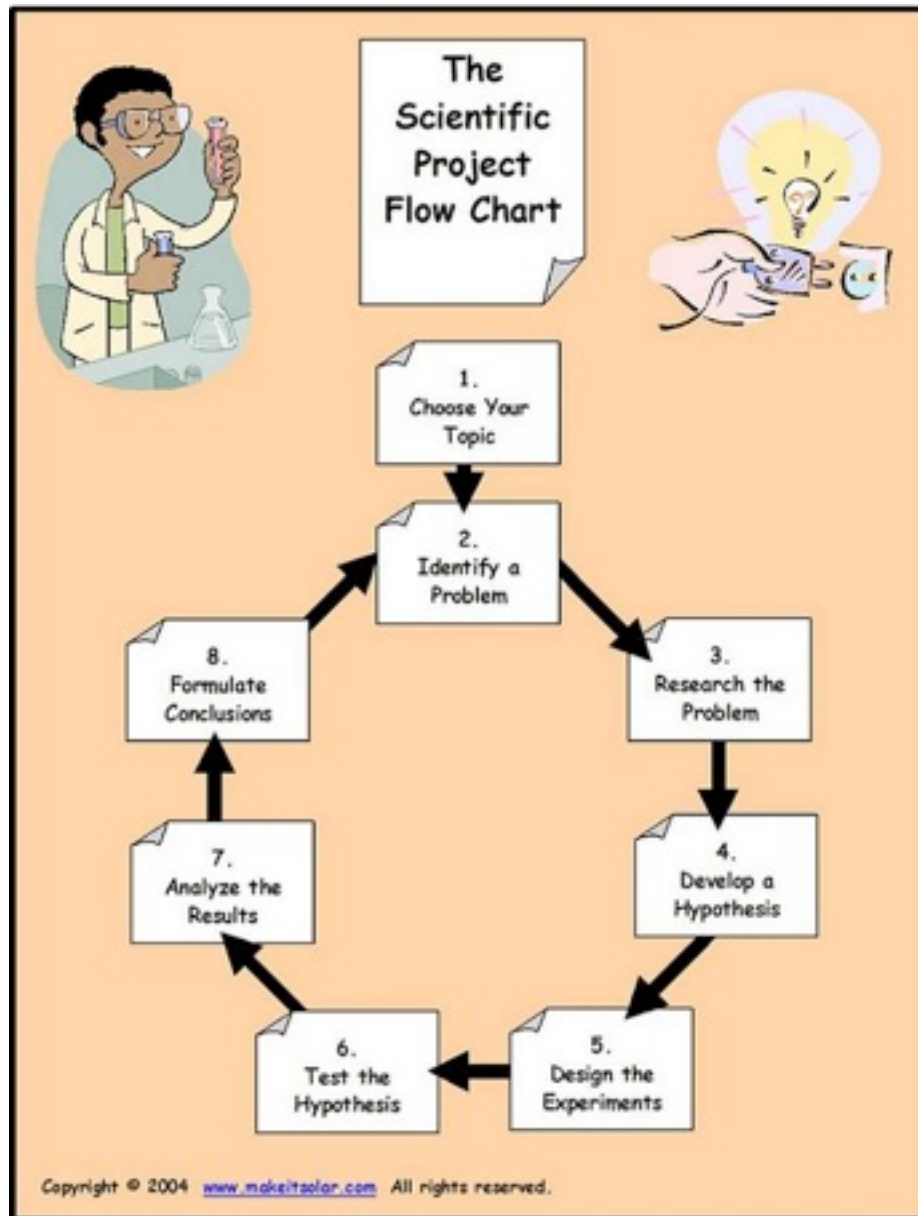 The
Scientific
Project
Flow Chart
1.
Choose Your
Topic
2.
Identify a
Problem
3.
Research the
Problem
4.
Develop a
Hypothesis
5.
Design the
Experiments
6.
Test the
Hypothesis
7.
Analyze the
Results
8.
Formulate
Conclusions
Copyright © 2004 www.makeitsolar.com All rights reserved.